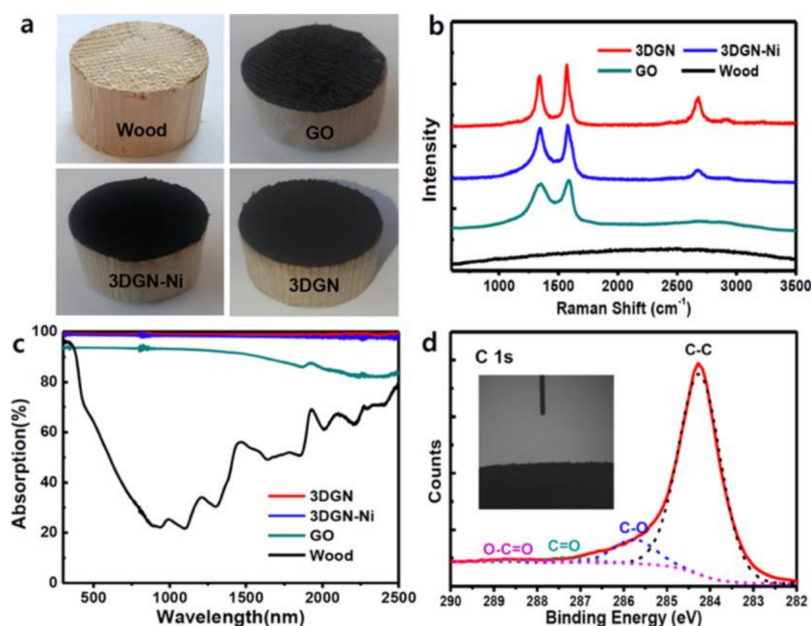 a
Wood
GO
3DGN-Ni
3DGN
b
3DGN
3DGN-Ni
GO
Wood
Intensity
1000 1500 2000 2500 3000 3500
Raman Shift (cm⁻¹)
c
100
80
60
40
20
0
Absorption(%)
3DGN
3DGN-Ni
GO
Wood
500 1000 1500 2000 2500
Wavelength(nm)
d
C 1s
C-C
C-O
C=O
O-C=O
Counts
290 289 288 287 286 285 284 283 282
Binding Energy (eV)